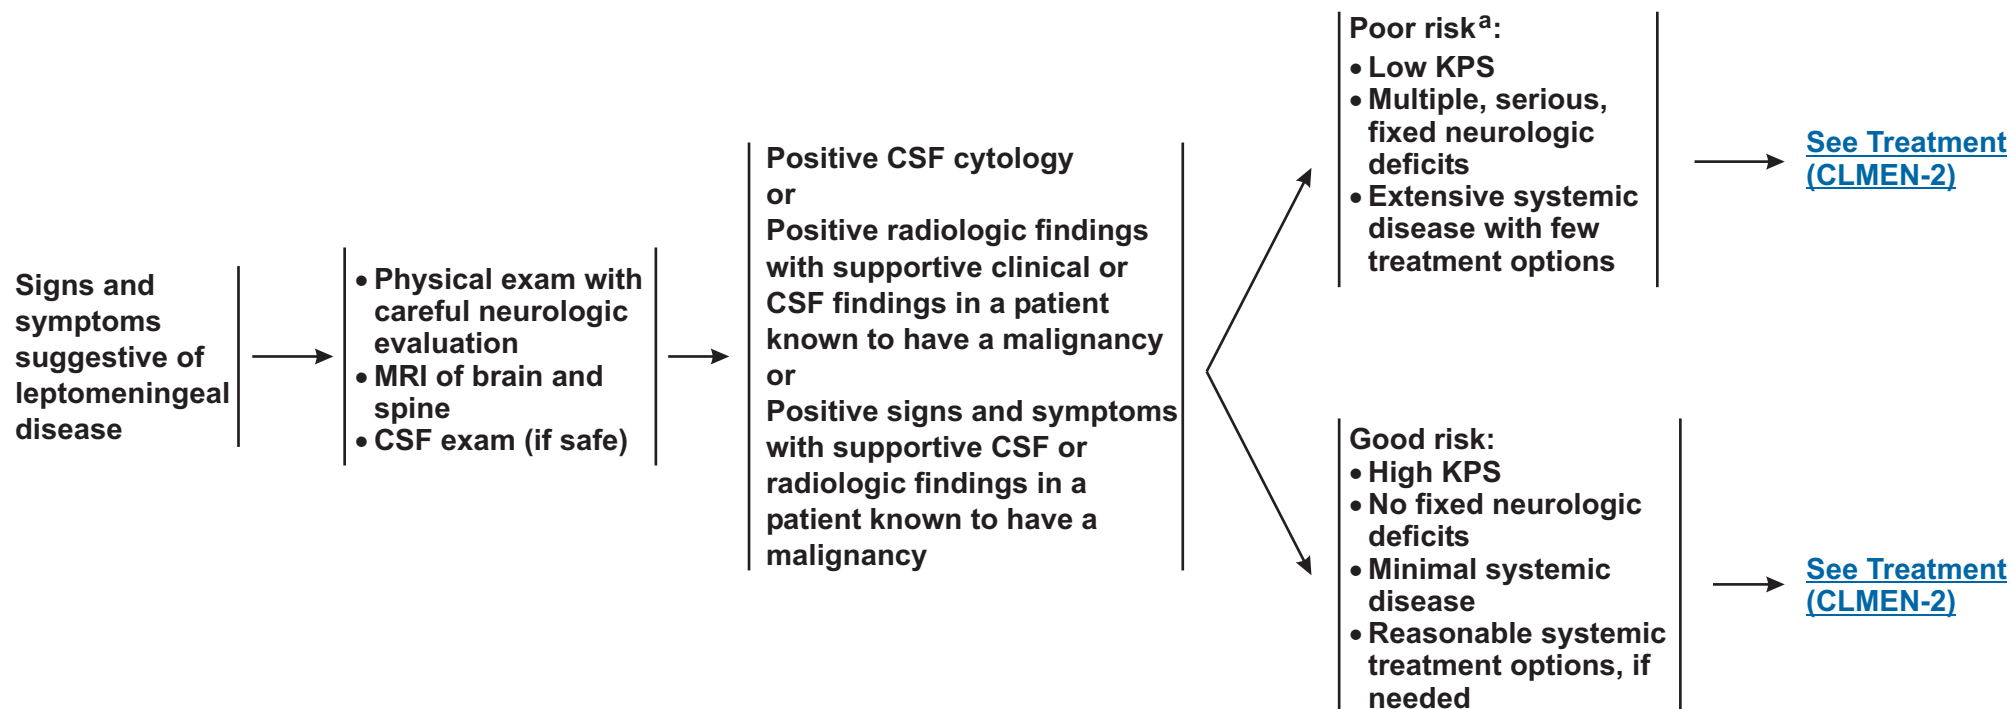 Signs and
symptoms
suggestive of
leptomeningeal
disease
• Physical exam with
careful neurologic
evaluation
• MRI of brain and
spine
• CSF exam (if safe)
Positive CSF cytology
or
Positive radiologic findings
with supportive clinical or
CSF findings in a patient
known to have a malignancy
or
Positive signs and symptoms
with supportive CSF or
radiologic findings in a
patient known to have a
malignancy
Poor riskᵃ:
• Low KPS
• Multiple, serious,
fixed neurologic
deficits
• Extensive systemic
disease with few
treatment options
See Treatment
(CLMEN-2)
Good risk:
• High KPS
• No fixed neurologic
deficits
• Minimal systemic
disease
• Reasonable systemic
treatment options, if
needed
See Treatment
(CLMEN-2)